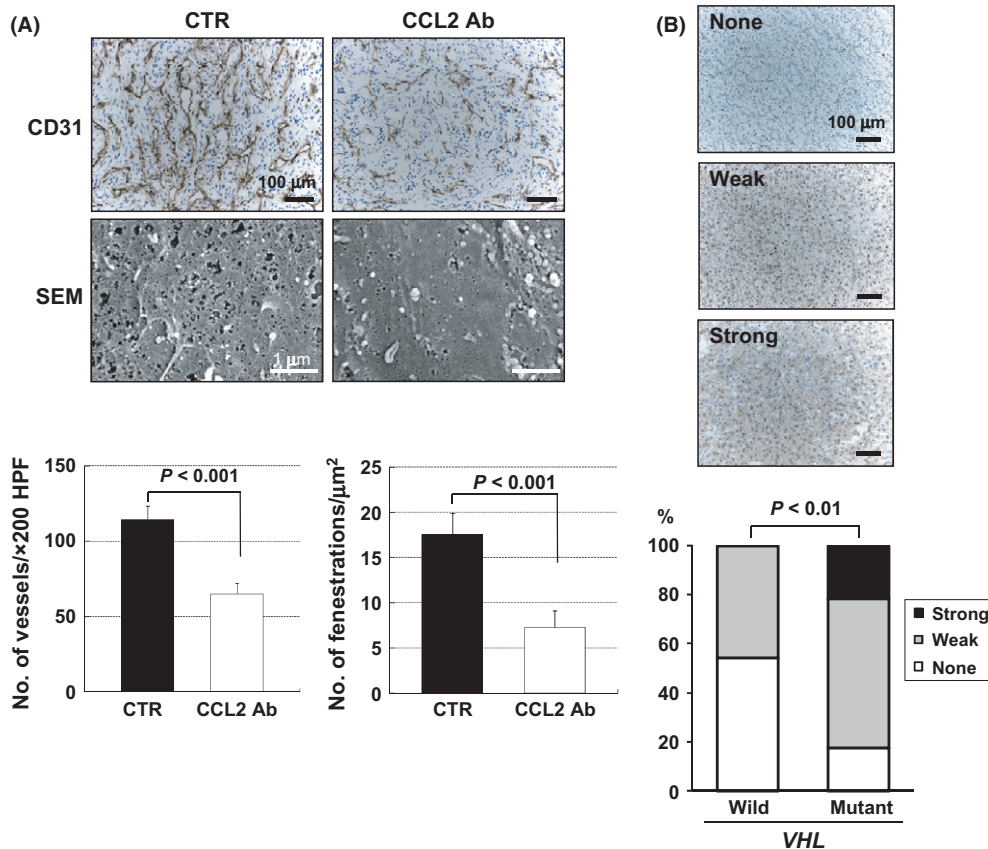 (A)
CTR
CCL2 Ab
CD31
100 µm
SEM
1 µm
No. of vessels/×200 HPF
150
100
50
0
P < 0.001
CTR
CCL2 Ab
No. of fenestrations/µm²
25
20
15
10
5
0
P < 0.001
CTR
CCL2 Ab
(B)
None
100 µm
Weak
Strong
%
P < 0.01
100
80
60
40
20
0
Strong
Weak
None
Wild
Mutant
VHL